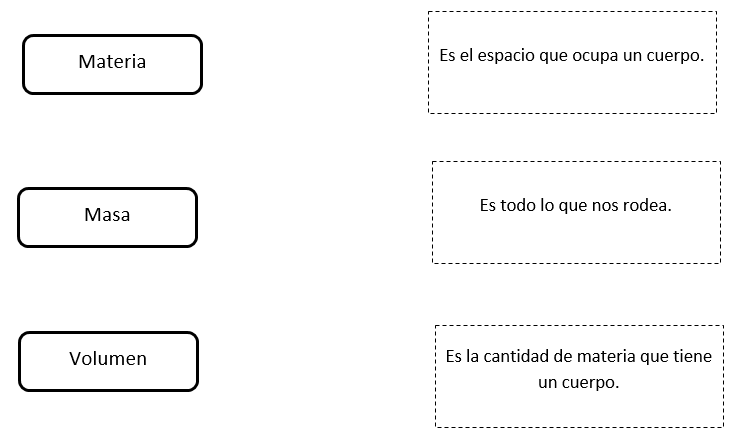 Materia
Es el espacio que ocupa un cuerpo.
Masa
Es todo lo que nos rodea.
Volumen
Es la cantidad de materia que tiene
un cuerpo.